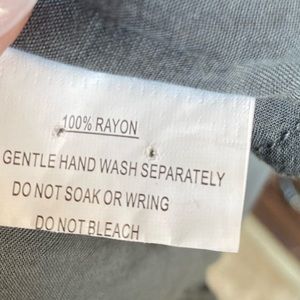 100% RAYON
GENTLE HAND WASH SEPARATELY
DO NOT SOAK OR WRING
DO NOT BLEACH